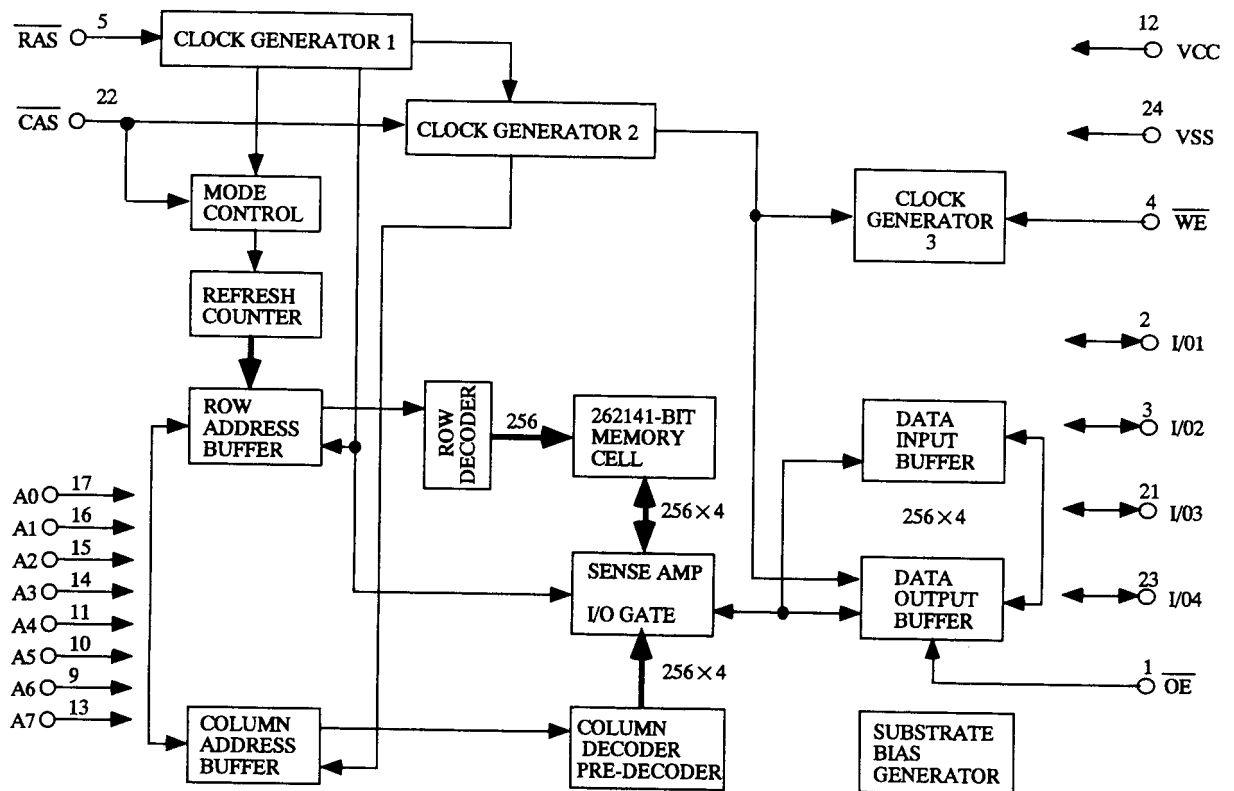 RAS 5 CLOCK GENERATOR 1 12 VCC
CAS 22 CLOCK GENERATOR 2 24 VSS
MODE
CONTROL
CLOCK
GENERATOR
3
4 WE
REFRESH
COUNTER
2 I/01
ROW
ADDRESS
BUFFER
ROW
DECODER
256
262141-BIT
MEMORY
CELL
DATA
INPUT
BUFFER
3 I/02
A0 17
A1 16
A2 15
A3 14
A4 11
A5 10
A6 9
A7 13
256×4
256×4
21 I/03
SENSE AMP
I/O GATE
DATA
OUTPUT
BUFFER
23 I/04
256×4
1 OE
COLUMN
ADDRESS
BUFFER
COLUMN
DECODER
PRE-DECODER
SUBSTRATE
BIAS
GENERATOR